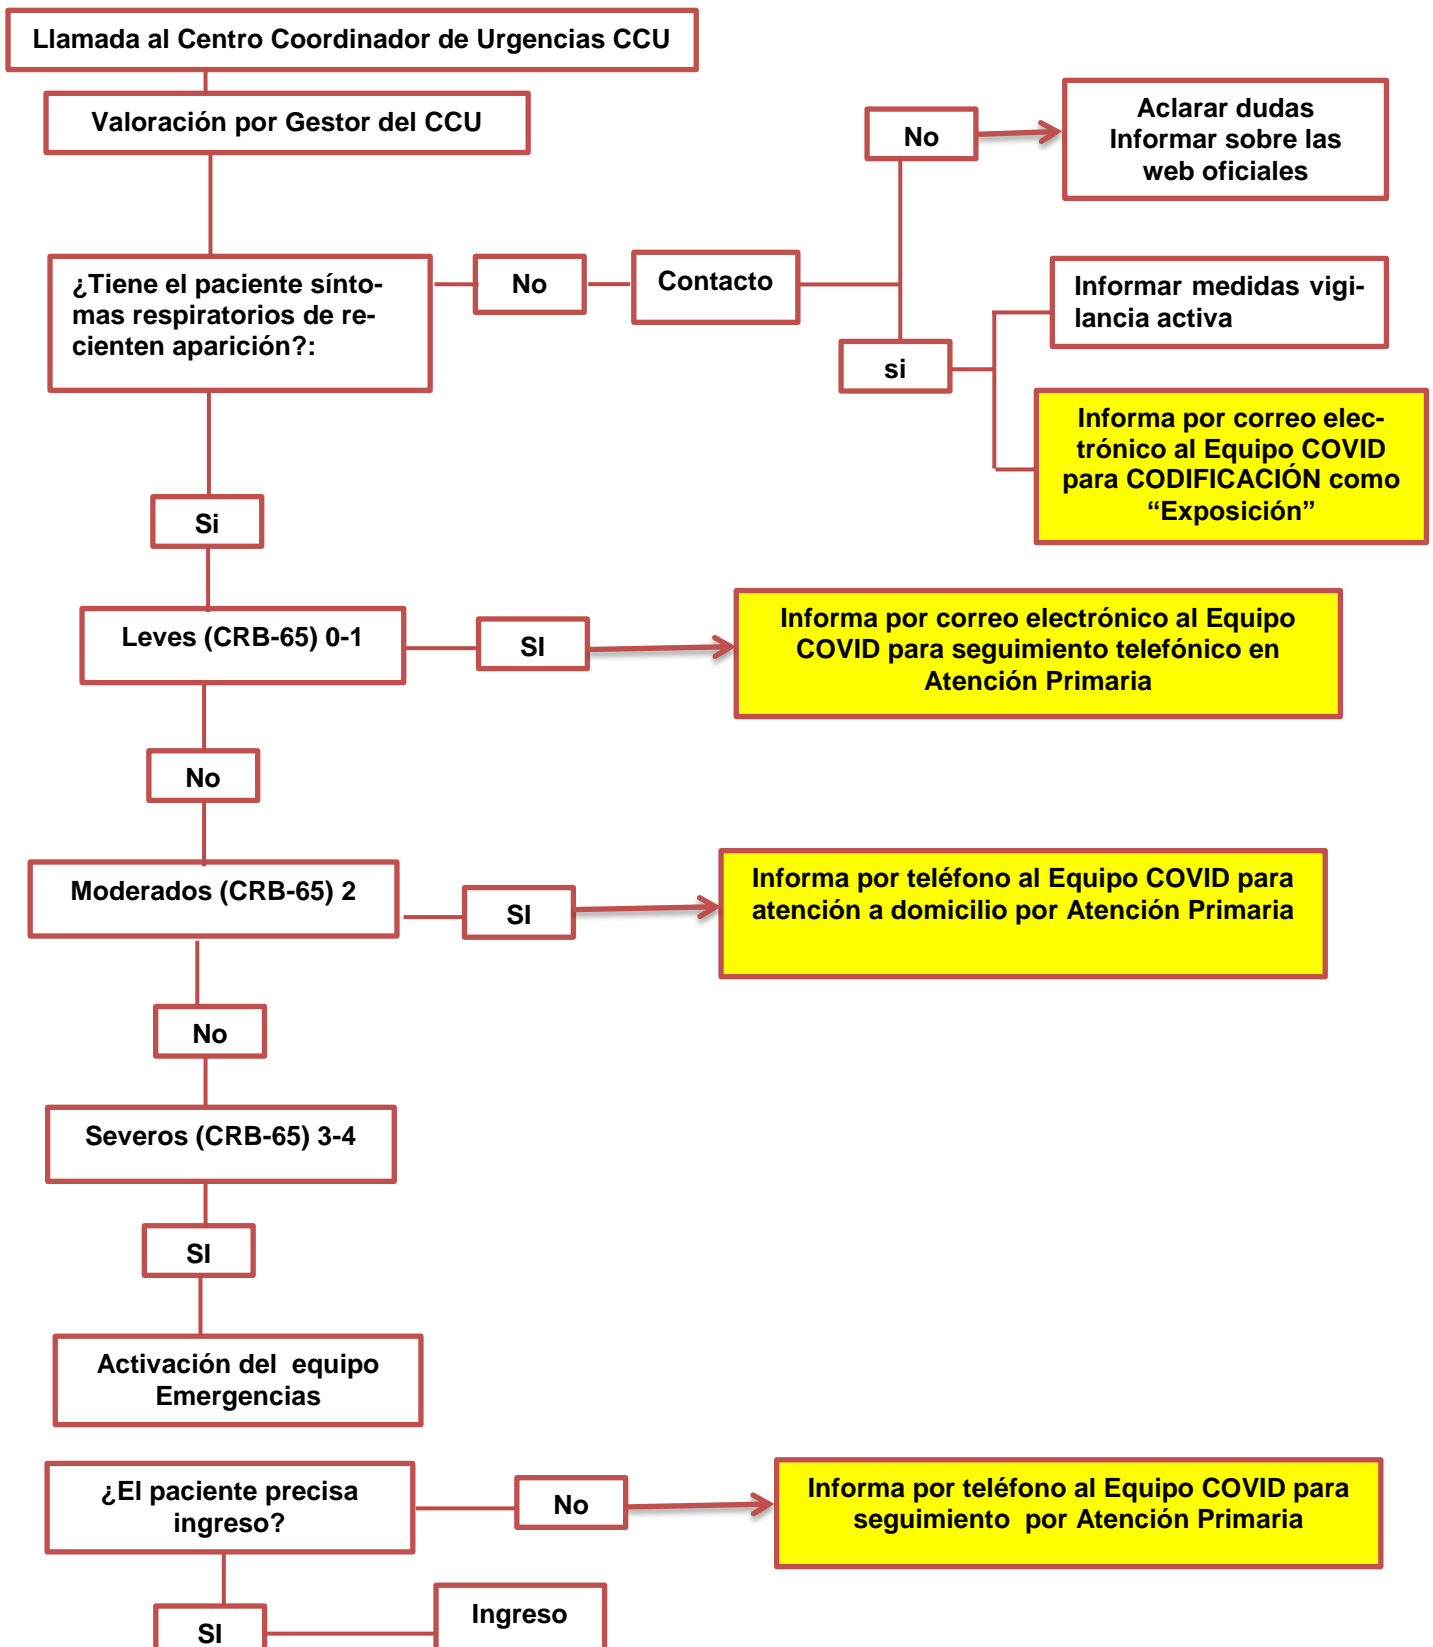 Llamada al Centro Coordinador de Urgencias CCU
Valoración por Gestor del CCU
No
Aclarar dudas
Informar sobre las
web oficiales
¿Tiene el paciente sínto-
mas respiratorios de re-
cienten aparición?:
No
Contacto
si
Informar medidas vigi-
lancia activa
Informa por correo elec-
trónico al Equipo COVID
para CODIFICACIÓN como
“Exposición”
Si
Leves (CRB-65) 0-1
SI
Informa por correo electrónico al Equipo
COVID para seguimiento telefónico en
Atención Primaria
No
Moderados (CRB-65) 2
SI
Informa por teléfono al Equipo COVID para
atención a domicilio por Atención Primaria
No
Severos (CRB-65) 3-4
SI
Activación del  equipo
Emergencias
¿El paciente precisa
ingreso?
No
Informa por teléfono al Equipo COVID para
seguimiento  por Atención Primaria
SI
Ingreso